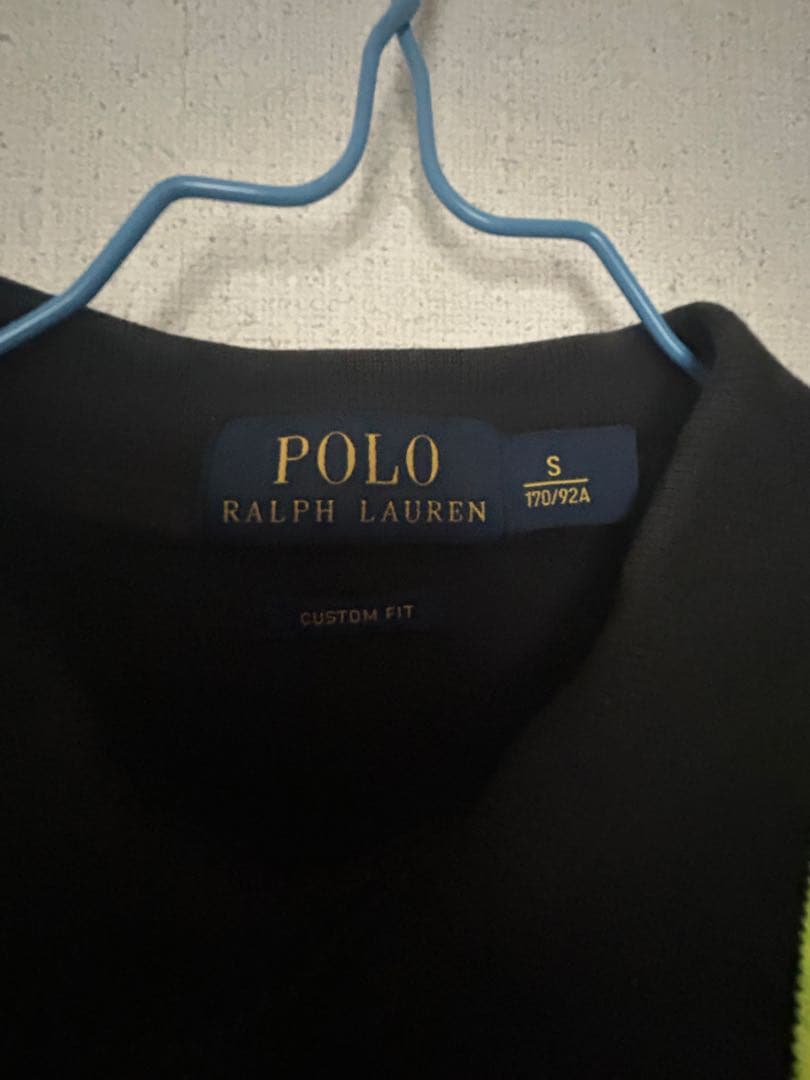 POLO
RALPH LAUREN
S
170/92A
CUSTOM FIT